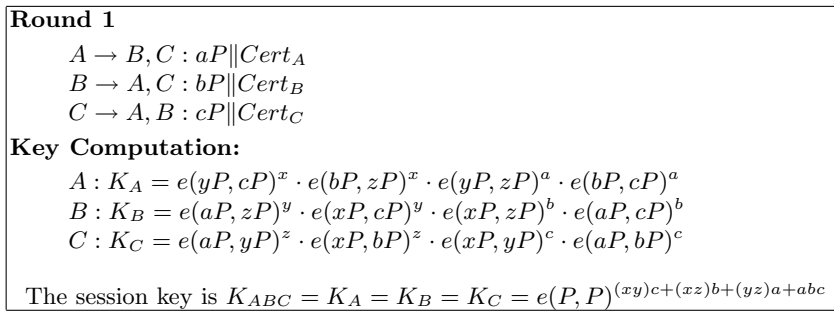 Round 1
A → B, C : aP∥Cert_A
B → A, C : bP∥Cert_B
C → A, B : cP∥Cert_C
Key Computation:
A : K_A = e(yP, cP)^x · e(bP, zP)^x · e(yP, zP)^a · e(bP, cP)^a
B : K_B = e(aP, zP)^y · e(xP, cP)^y · e(xP, zP)^b · e(aP, cP)^b
C : K_C = e(aP, yP)^z · e(xP, bP)^z · e(xP, yP)^c · e(aP, bP)^c
The session key is K_{ABC} = K_A = K_B = K_C = e(P, P)^{(xy)c+(xz)b+(yz)a+abc}